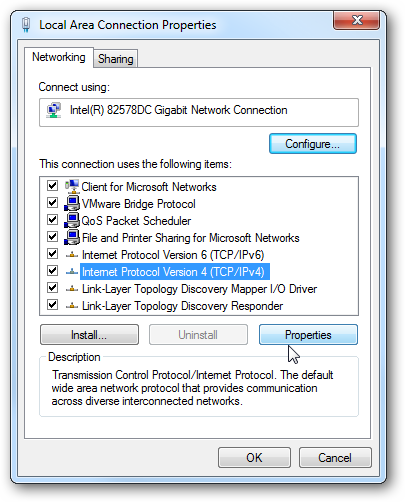 Local Area Connection Properties
Networking
Sharing
Connect using:
Intel(R) 82578DC Gigabit Network Connection
Configure...
This connection uses the following items:
Client for Microsoft Networks
VMware Bridge Protocol
QoS Packet Scheduler
File and Printer Sharing for Microsoft Networks
Internet Protocol Version 6 (TCP/IPv6)
Internet Protocol Version 4 (TCP/IPv4)
Link-Layer Topology Discovery Mapper I/O Driver
Link-Layer Topology Discovery Responder
Install...
Uninstall
Properties
Description
Transmission Control Protocol/Internet Protocol. The default
wide area network protocol that provides communication
across diverse interconnected networks.
OK
Cancel